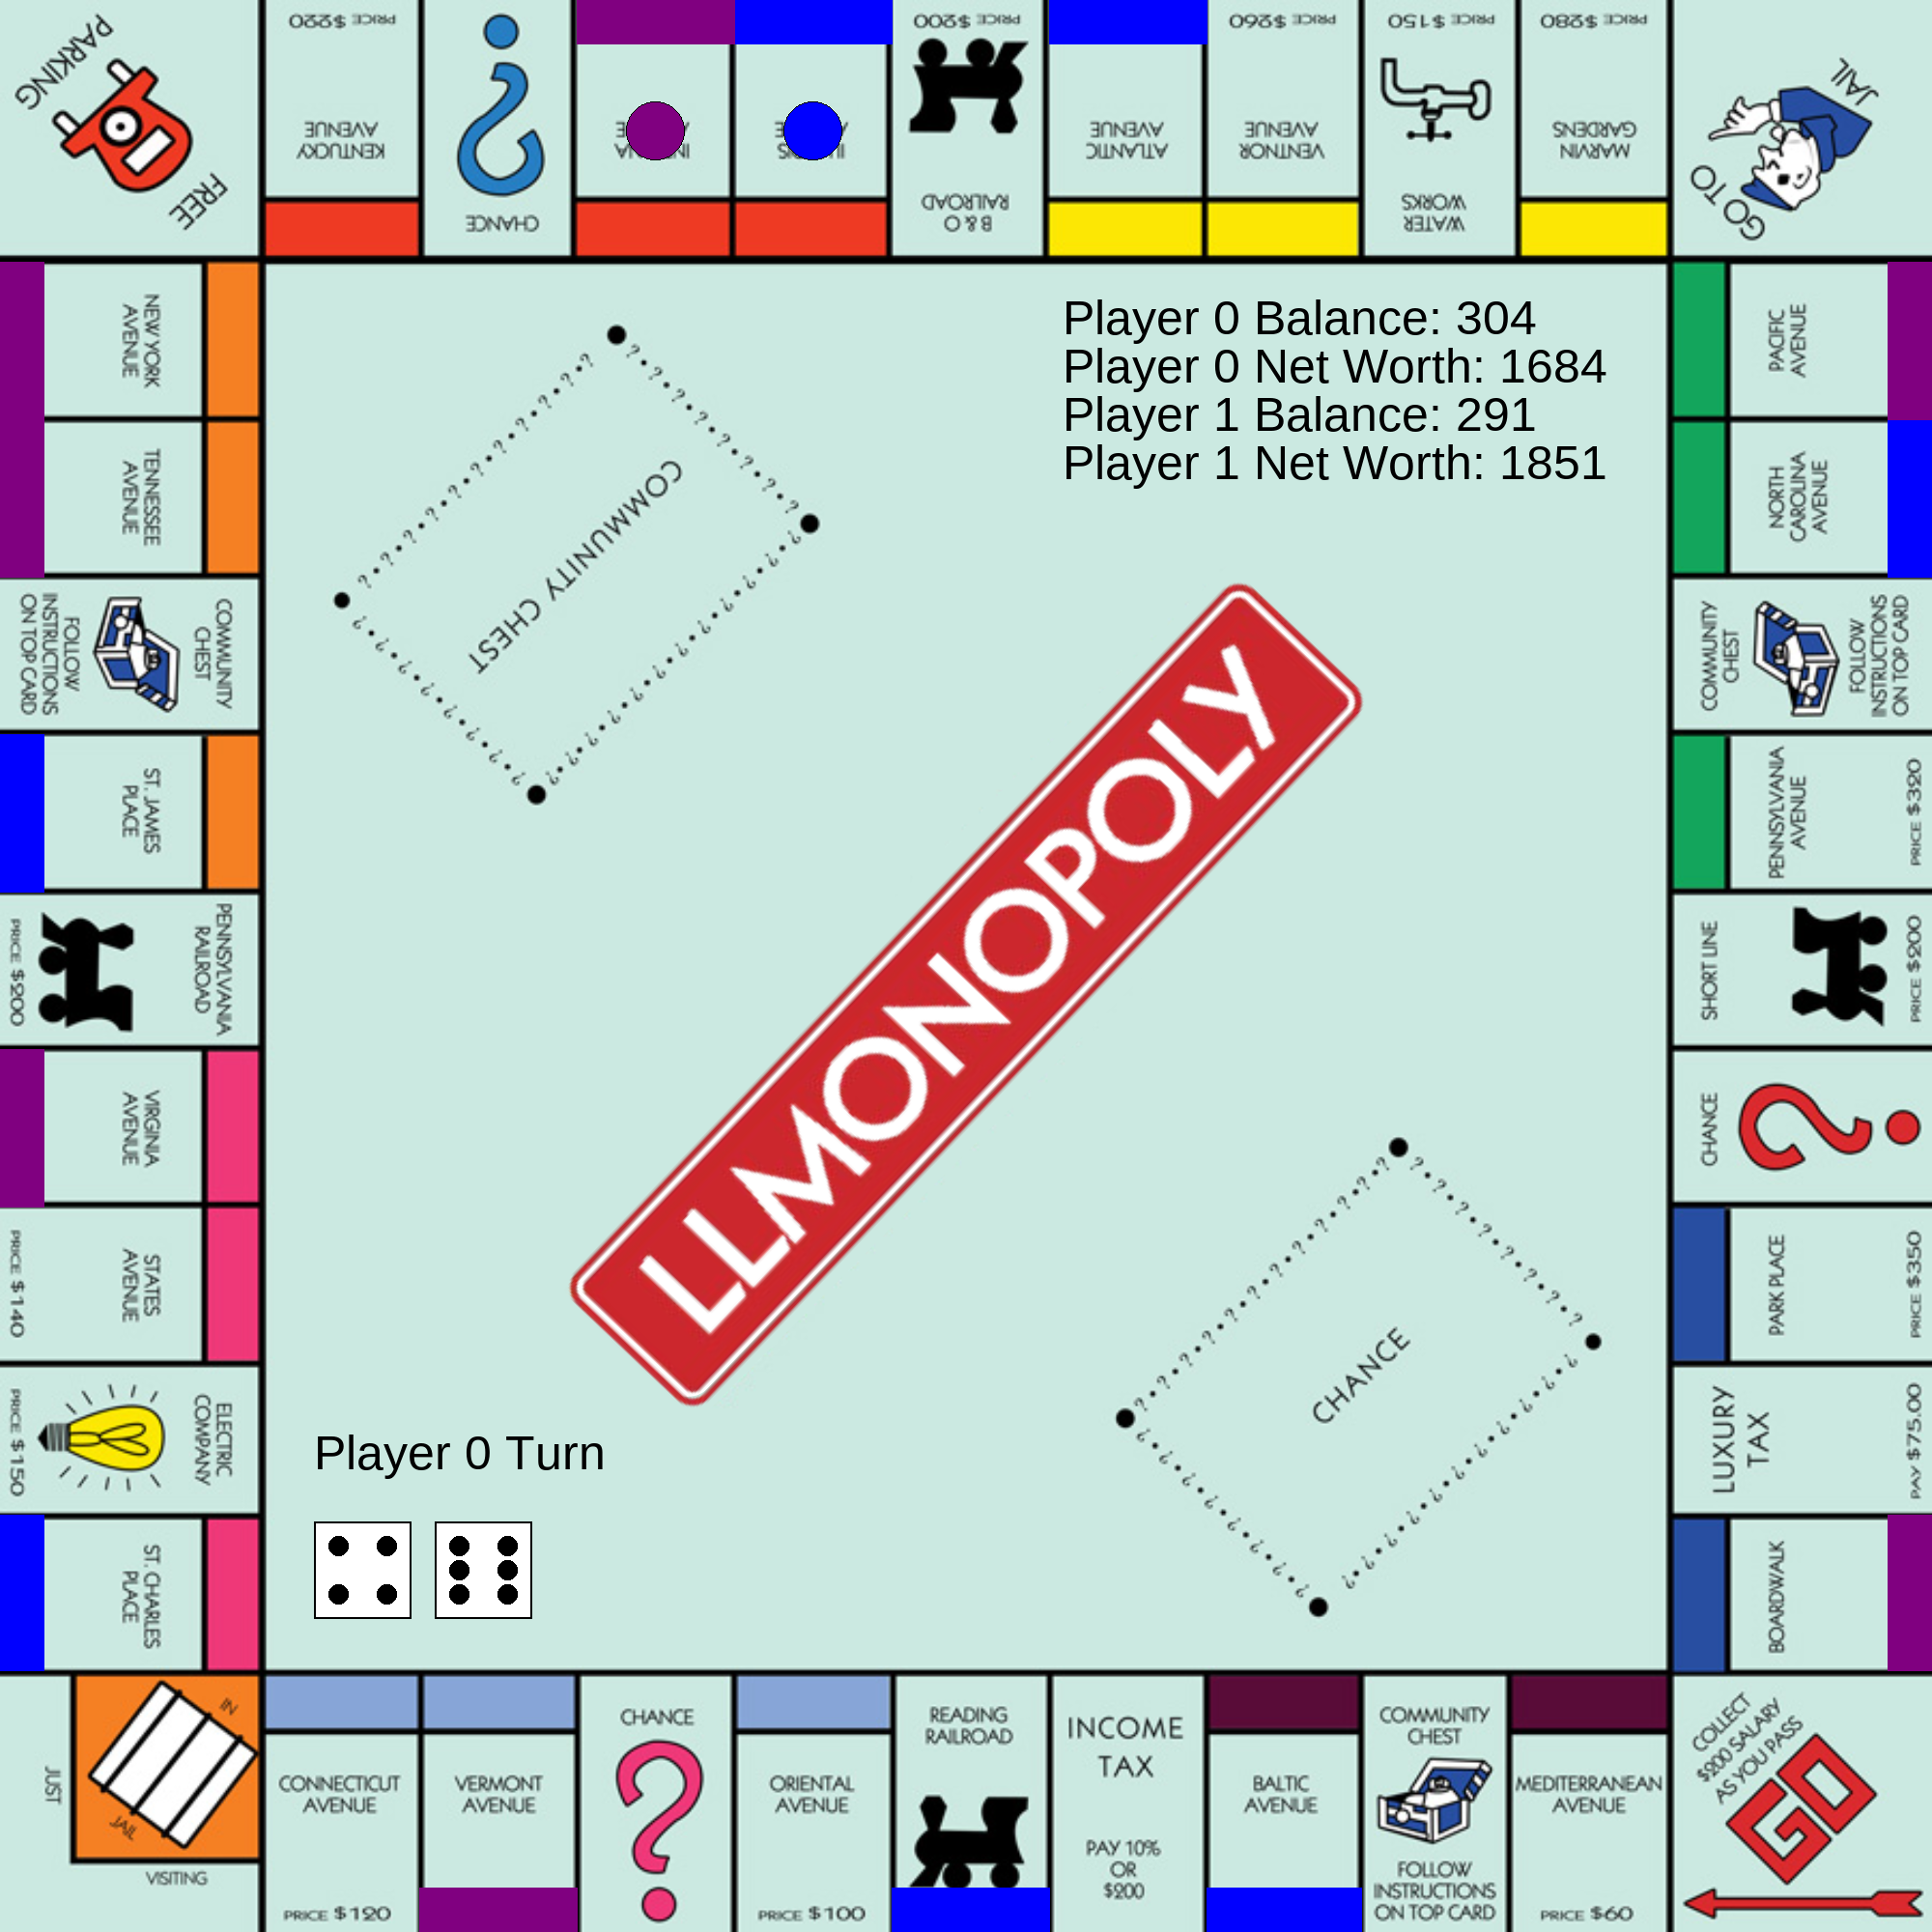 FREE
PARKING
PRICE $220
KENTUCKY
AVENUE
CHANCE
PRICE $200
B & O
RAILROAD
ATLANTIC
AVENUE
PRICE $260
VENTNOR
AVENUE
PRICE $150
WATER
WORKS
PRICE $280
MARVIN
GARDENS
GO TO
JAIL
NEW YORK
AVENUE
TENNESSEE
AVENUE
COMMUNITY
CHEST
FOLLOW
INSTRUCTIONS
ON TOP CARD
ST. JAMES
PLACE
PENNSYLVANIA
RAILROAD
PRICE $200
VIRGINIA
AVENUE
STATES
AVENUE
PRICE $140
ELECTRIC
COMPANY
PRICE $150
ST. CHARLES
PLACE
Player 0 Balance: 304
Player 0 Net Worth: 1684
Player 1 Balance: 291
Player 1 Net Worth: 1851
COMMUNITY CHEST
LLMONOPOLY
CHANCE
Player 0 Turn
PACIFIC
AVENUE
NORTH
CAROLINA
AVENUE
COMMUNITY
CHEST
FOLLOW
INSTRUCTIONS
ON TOP CARD
PENNSYLVANIA
AVENUE
PRICE $320
SHORT LINE
PRICE $200
CHANCE
PARK PLACE
PRICE $350
LUXURY
TAX
PAY $75.00
BOARDWALK
IN
JAIL
JUST
VISITING
CONNECTICUT
AVENUE
PRICE $120
VERMONT
AVENUE
CHANCE
ORIENTAL
AVENUE
PRICE $100
READING
RAILROAD
INCOME
TAX
PAY 10%
OR
$200
BALTIC
AVENUE
COMMUNITY
CHEST
FOLLOW
INSTRUCTIONS
ON TOP CARD
MEDITERRANEAN
AVENUE
PRICE $60
COLLECT
$200 SALARY
AS YOU PASS
GO